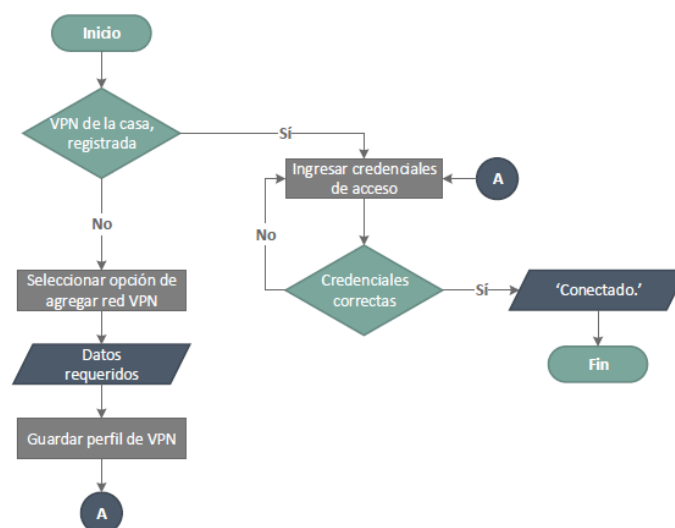 Inicio
VPN de la casa,
registrada
Sí
Ingresar credenciales
de acceso
A
No
No
Seleccionar opción de
agregar red VPN
Credenciales
correctas
Sí
‘Conectado.’
Datos
requeridos
Fin
Guardar perfil de VPN
A